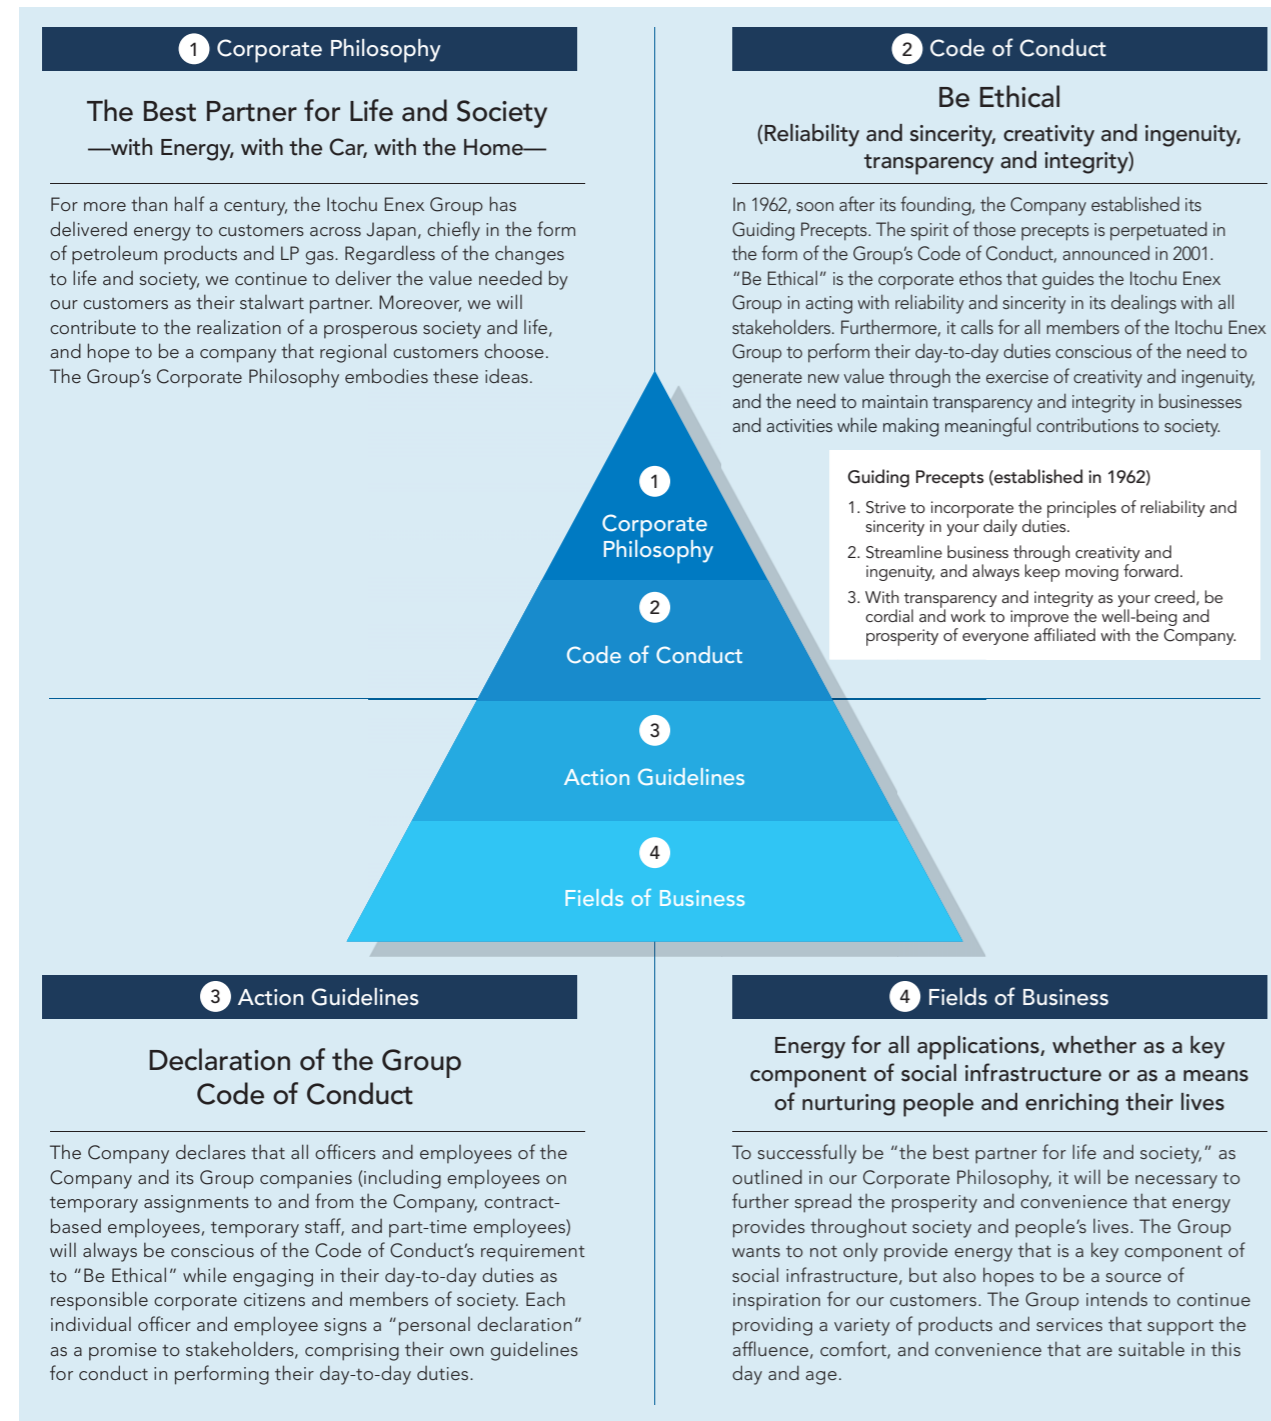 1 Corporate Philosophy
The Best Partner for Life and Society
—with Energy, with the Car, with the Home—
For more than half a century, the Itochu Enex Group has
delivered energy to customers across Japan, chiefly in the form
of petroleum products and LP gas. Regardless of the changes
to life and society, we continue to deliver the value needed by
our customers as their stalwart partner. Moreover, we will
contribute to the realization of a prosperous society and life,
and hope to be a company that regional customers choose.
The Group's Corporate Philosophy embodies these ideas.
2 Code of Conduct
Be Ethical
(Reliability and sincerity, creativity and ingenuity,
transparency and integrity)
In 1962, soon after its founding, the Company established its
Guiding Precepts. The spirit of those precepts is perpetuated in
the form of the Group's Code of Conduct, announced in 2001.
“Be Ethical” is the corporate ethos that guides the Itochu Enex
Group in acting with reliability and sincerity in its dealings with all
stakeholders. Furthermore, it calls for all members of the Itochu Enex
Group to perform their day-to-day duties conscious of the need to
generate new value through the exercise of creativity and ingenuity,
and the need to maintain transparency and integrity in businesses
and activities while making meaningful contributions to society.
Guiding Precepts (established in 1962)
1. Strive to incorporate the principles of reliability and
sincerity in your daily duties.
2. Streamline business through creativity and
ingenuity, and always keep moving forward.
3. With transparency and integrity as your creed, be
cordial and work to improve the well-being and
prosperity of everyone affiliated with the Company.
1
Corporate
Philosophy
2
Code of Conduct
3
Action Guidelines
4
Fields of Business
3 Action Guidelines
Declaration of the Group
Code of Conduct
The Company declares that all officers and employees of the
Company and its Group companies (including employees on
temporary assignments to and from the Company, contract-
based employees, temporary staff, and part-time employees)
will always be conscious of the Code of Conduct's requirement
to “Be Ethical” while engaging in their day-to-day duties as
responsible corporate citizens and members of society. Each
individual officer and employee signs a “personal declaration”
as a promise to stakeholders, comprising their own guidelines
for conduct in performing their day-to-day duties.
4 Fields of Business
Energy for all applications, whether as a key
component of social infrastructure or as a means
of nurturing people and enriching their lives
To successfully be “the best partner for life and society,” as
outlined in our Corporate Philosophy, it will be necessary to
further spread the prosperity and convenience that energy
provides throughout society and people's lives. The Group
wants to not only provide energy that is a key component of
social infrastructure, but also hopes to be a source of
inspiration for our customers. The Group intends to continue
providing a variety of products and services that support the
affluence, comfort, and convenience that are suitable in this
day and age.